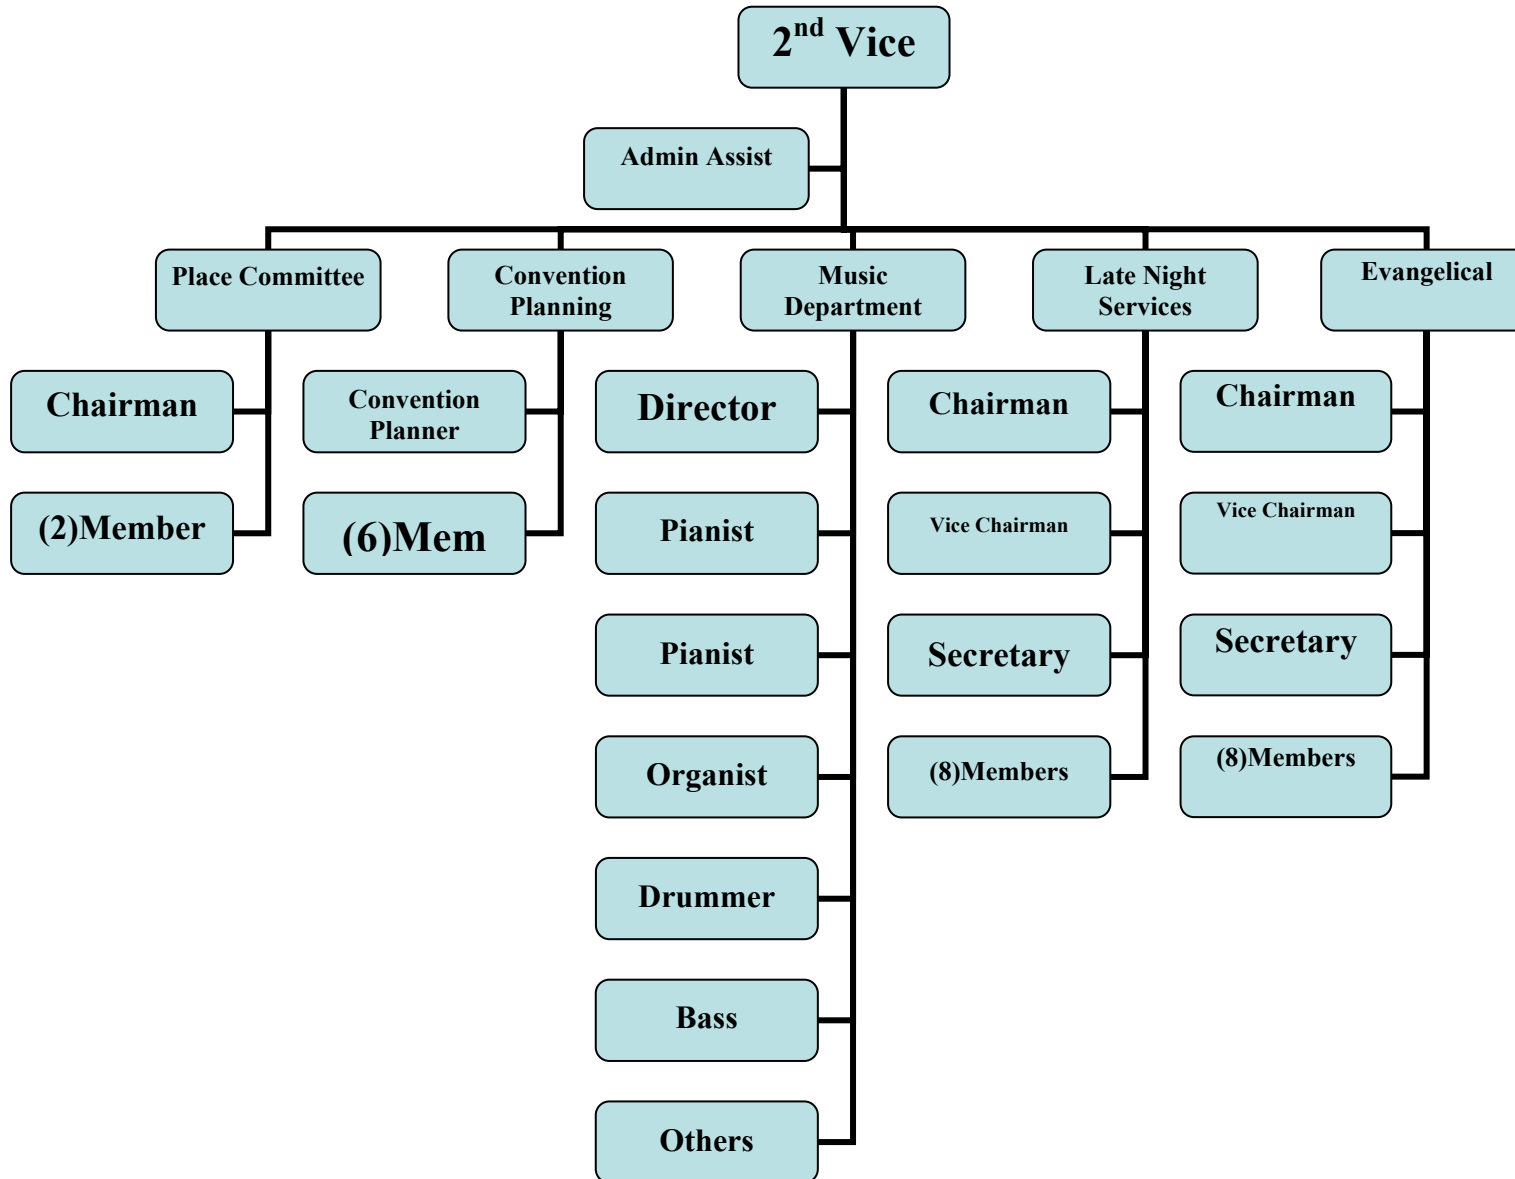 2nd Vice
Admin Assist
Place Committee
Convention
Planning
Music
Department
Late Night
Services
Evangelical
Chairman
Convention
Planner
Director
Chairman
Chairman
(2)Member
(6)Mem
Pianist
Vice Chairman
Vice Chairman
Pianist
Secretary
Secretary
Organist
(8)Members
(8)Members
Drummer
Bass
Others